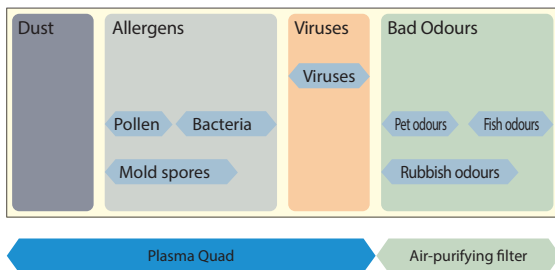 Dust
Allergens
Viruses
Bad Odours
Viruses
Pollen
Bacteria
Pet odours
Fish odours
Mold spores
Rubbish odours
Plasma Quad
Air-purifying filter